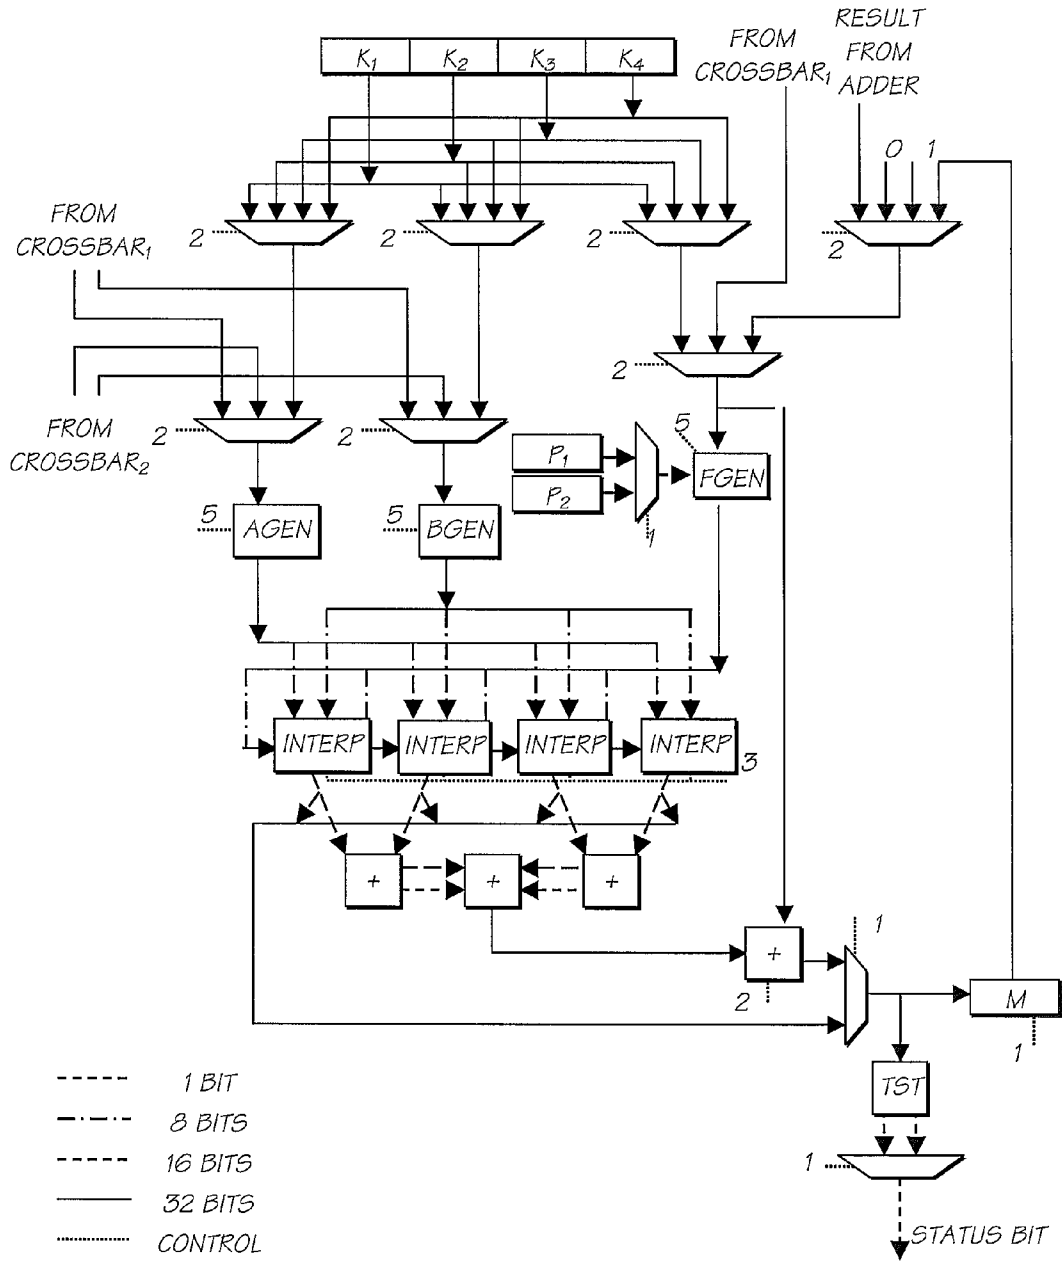 RESULT
FROM
ADDER
FROM
CROSSBAR1
K1 K2 K3 K4
0 1
FROM
CROSSBAR1
2
2
2
2
2
FROM
CROSSBAR2
2
2
P1
P2
1
5
FGEN
5
AGEN
5
BGEN
INTERP
INTERP
INTERP
INTERP
3
+
+
+
+
2
1
M
1
TST
1
STATUS BIT
1 BIT
8 BITS
16 BITS
32 BITS
CONTROL